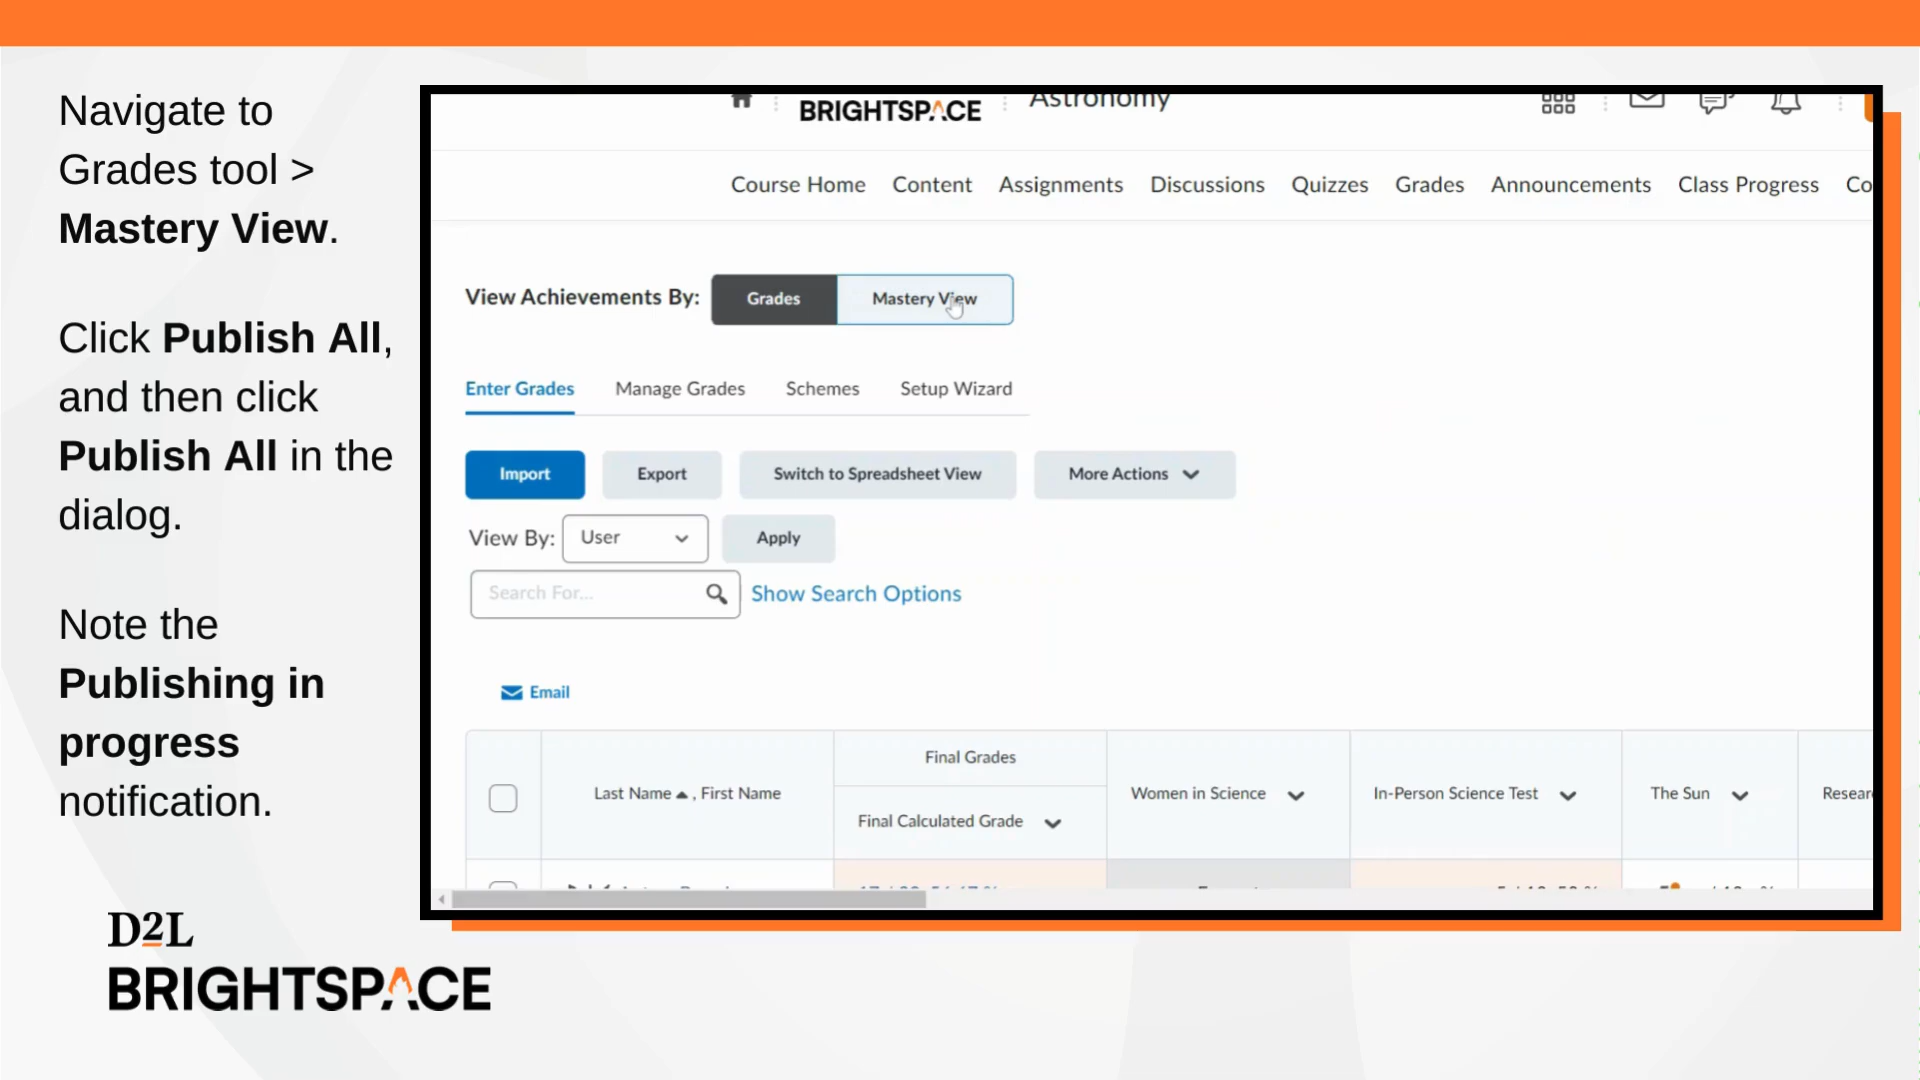 Navigate to
Grades tool >
Mastery View.
Click Publish All,
and then click
Publish All in the
dialog.
Note the
Publishing in
progress
notification.
D2L
BRIGHTSPACE
BRIGHTSPACE
Astronomy
Course Home Content Assignments Discussions Quizzes Grades Announcements Class Progress Co
View Achievements By: Grades Mastery View
Enter Grades Manage Grades Schemes Setup Wizard
Import Export Switch to Spreadsheet View More Actions
View By: User Apply
Search For... Show Search Options
Email
Final Grades
Last Name , First Name Women in Science In-Person Science Test The Sun Resear
Final Calculated Grade